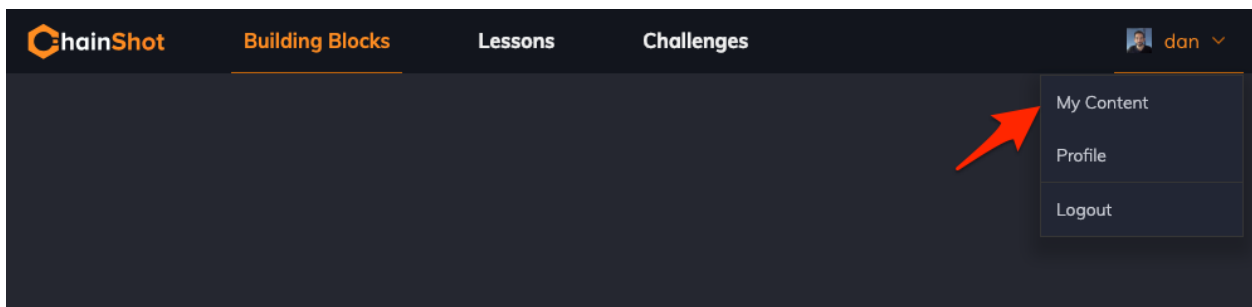 ChainShot
Building Blocks
Lessons
Challenges
dan
My Content
Profile
Logout